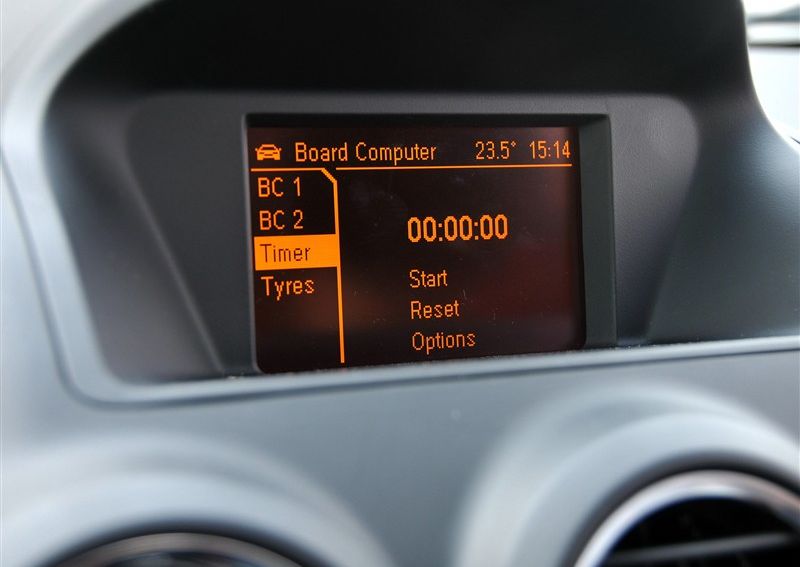 Board Computer 23.5° 15:14
BC 1
BC 2
Timer
Tyres
00:00:00
Start
Reset
Options